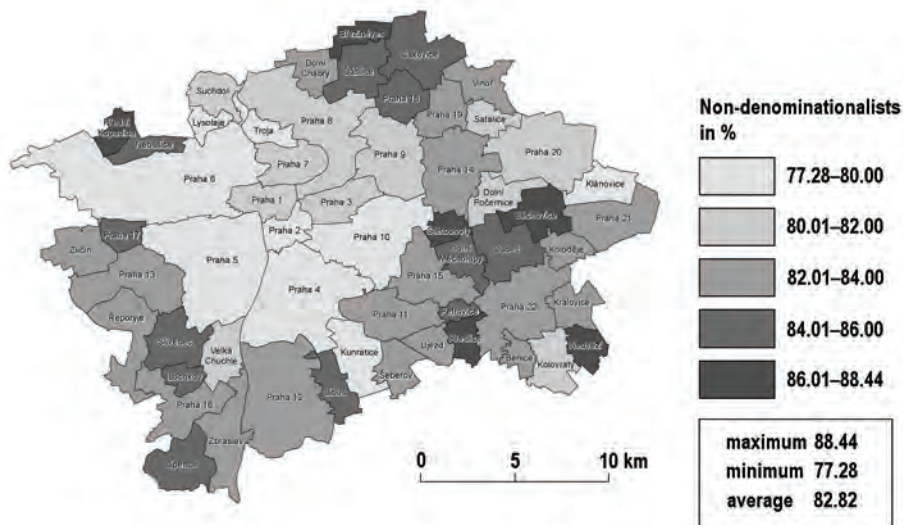 Březiněves
Dolní
Chabry
Ďáblice
Čakovice
Suchdol
Praha 18
Vinoř
Praha 19
Přední
Kopanina
Nebušice
Lysolaje
Troja
Praha 8
Satalice
Praha 6
Praha 7
Praha 9
Praha 20
Praha 14
Klánovice
Praha 1
Praha 3
Dolní
Počernice
Běchovice
Praha 21
Praha 17
Praha 2
Praha 10
Štěrboholy
Dubeč
Koloděje
Zličín
Praha 5
Dolní
Měcholupy
Praha 13
Praha 4
Praha 15
Řeporyje
Praha 11
Petrovice
Praha 22
Královice
Slivenec
Velká
Chuchle
Kunratice
Újezd
Křeslice
Benice
Nedvězí
Lochkov
Šeberov
Kolovraty
Praha 16
Praha 12
Libuš
Zbraslav
Lipence
0 5 10 km
Non-denominationalists
in %
77.28–80.00
80.01–82.00
82.01–84.00
84.01–86.00
86.01–88.44
maximum 88.44
minimum 77.28
average 82.82